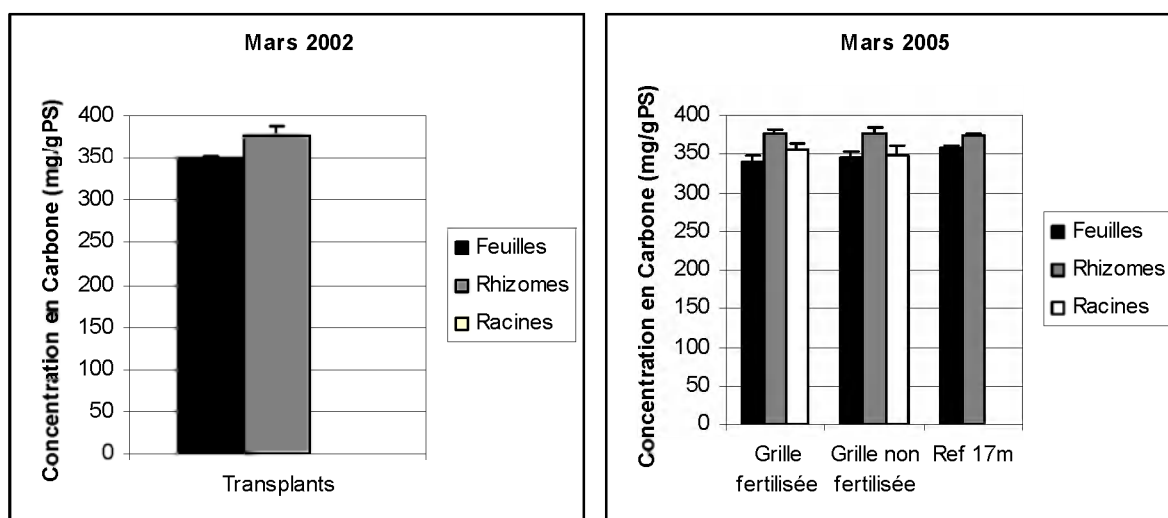 Mars 2002
Concentration en Carbone (mg/gPS)
400
350
300
250
200
150
100
50
0
Transplants
Feuilles
Rhizomes
Racines
Mars 2005
Concentration en Carbone (mg/gPS)
400
350
300
250
200
150
100
50
0
Grille Grille non Ref 17m
fertilisée fertilisée
Feuilles
Rhizomes
Racines